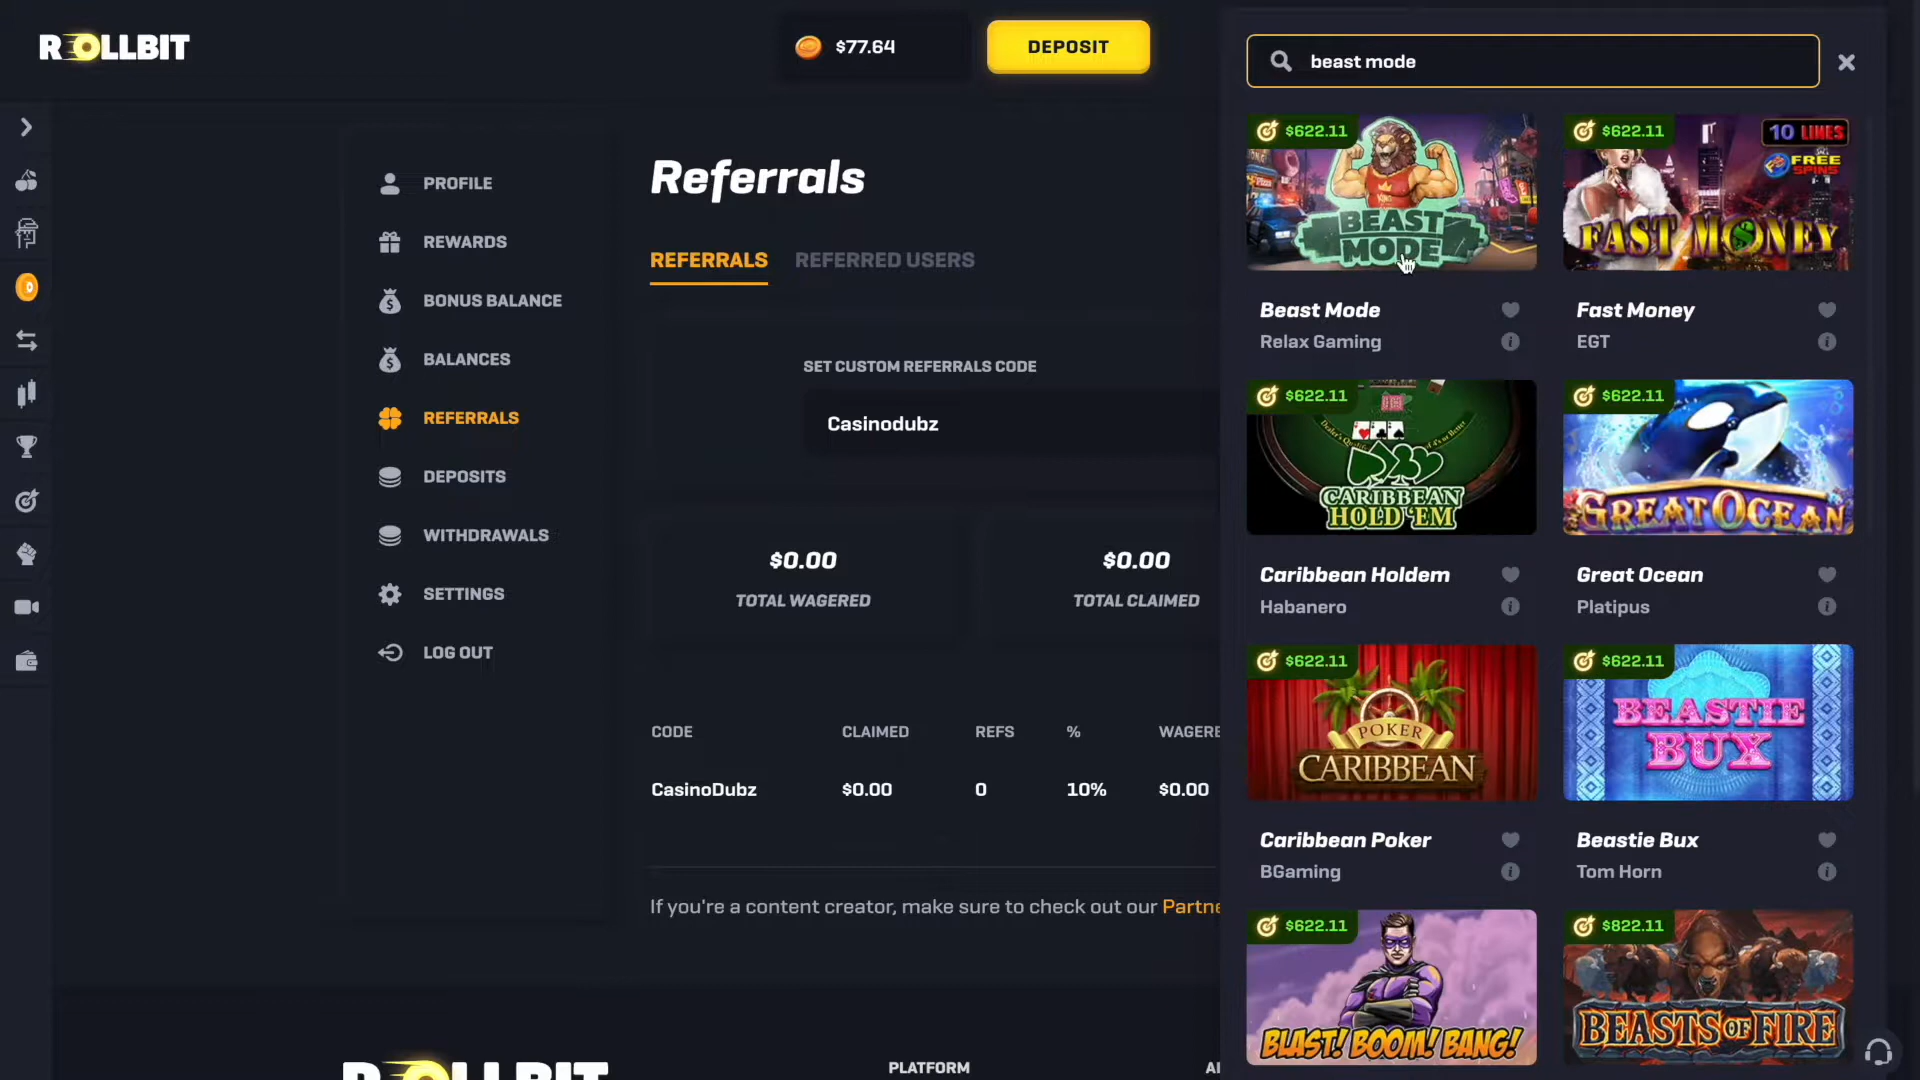 ROLLBIT
$77.64
DEPOSIT
PROFILE
REWARDS
BONUS BALANCE
BALANCES
REFERRALS
DEPOSITS
WITHDRAWALS
SETTINGS
LOG OUT
Referrals
REFERRALS REFERRED USERS
SET CUSTOM REFERRALS CODE
Casinodubz
$0.00
TOTAL WAGERED
$0.00
TOTAL CLAIMED
CODE CLAIMED REFS % WAGERE
CasinoDubz $0.00 0 10% $0.00
If you're a content creator, make sure to check out our Partne
ROLLBIT
PLATFORM
beast mode
$622.11
BEAST
MODE
Beast Mode
Relax Gaming
$622.11
10 LINES
FREE
SPINS
FAST MONEY
Fast Money
EGT
$622.11
CARIBBEAN
HOLD 'EM
Caribbean Holdem
Habanero
$622.11
GREAT OCEAN
Great Ocean
Platipus
$622.11
POKER
CARIBBEAN
Caribbean Poker
BGaming
$622.11
BEASTIE
BUX
Beastie Bux
Tom Horn
$622.11
BLAST! BOOM! BANG!
$822.11
BEASTS OF FIRE